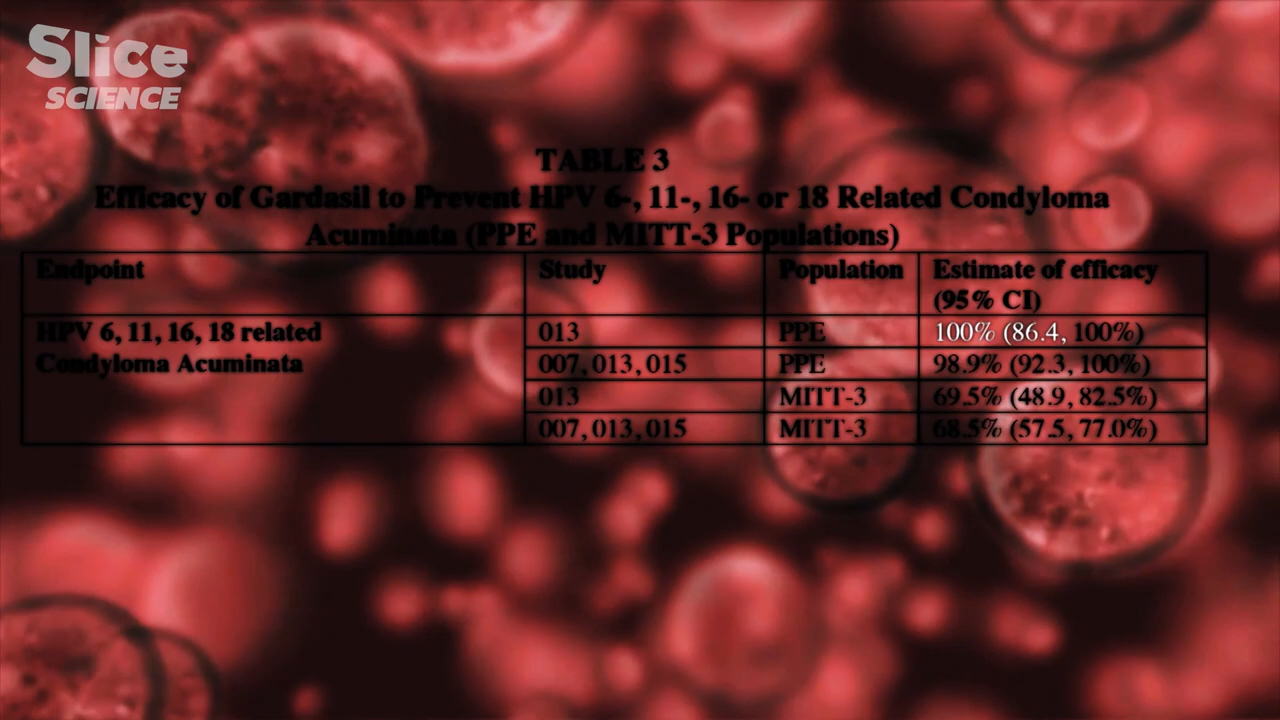 Slice
SCIENCE
TABLE 3
Efficacy of Gardasil to Prevent HPV 6-, 11-, 16- or 18 Related Condyloma
Acuminata (PPE and MITT-3 Populations)
Endpoint Study Population Estimate of efficacy
(95% CI)
HPV 6, 11, 16, 18 related 013 PPE 100% (86.4, 100%)
Condyloma Acuminata 007, 013, 015 PPE 98.9% (92.3, 100%)
013 MITT-3 69.5% (48.9, 82.5%)
007, 013, 015 MITT-3 68.5% (57.5, 77.0%)